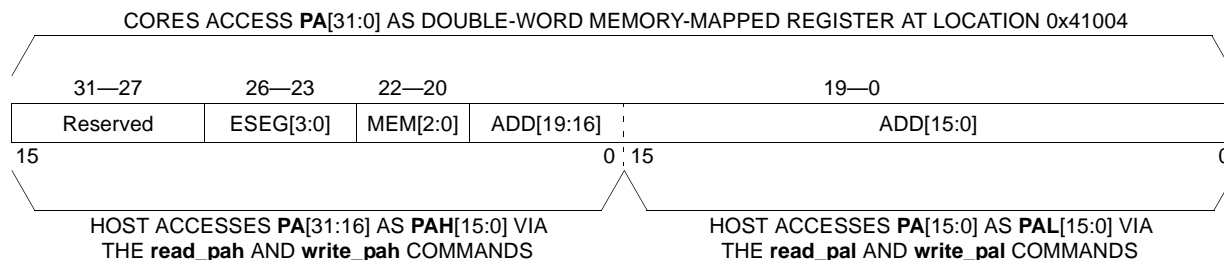 CORES ACCESS PA[31:0] AS DOUBLE-WORD MEMORY-MAPPED REGISTER AT LOCATION 0x41004
31—27 26—23 22—20 19—0
Reserved ESEG[3:0] MEM[2:0] ADD[19:16] ADD[15:0]
15 0 15 0
HOST ACCESSES PA[31:16] AS PAH[15:0] VIA HOST ACCESSES PA[15:0] AS PAL[15:0] VIA
THE read_pah AND write_pah COMMANDS THE read_pal AND write_pal COMMANDS